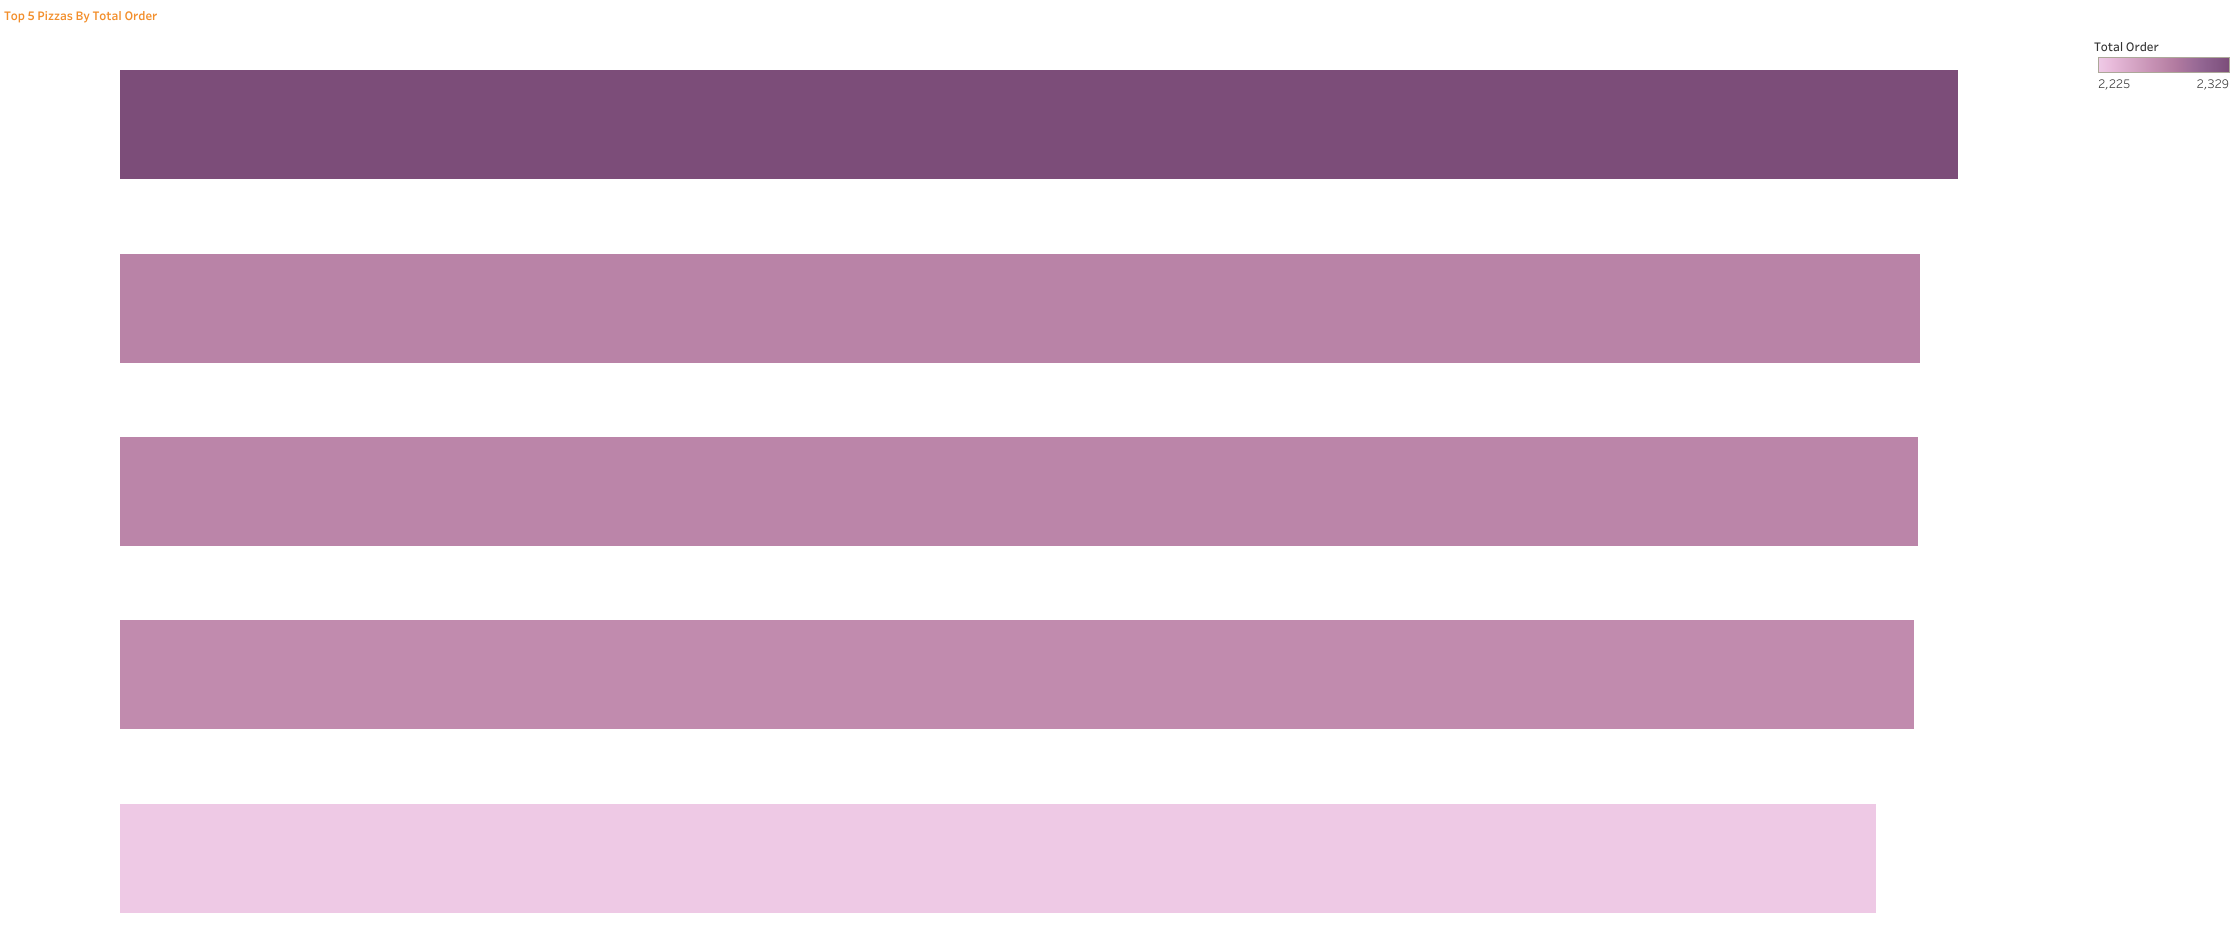 Top 5 Pizzas By Total Order
Total Order
2,225 2,329